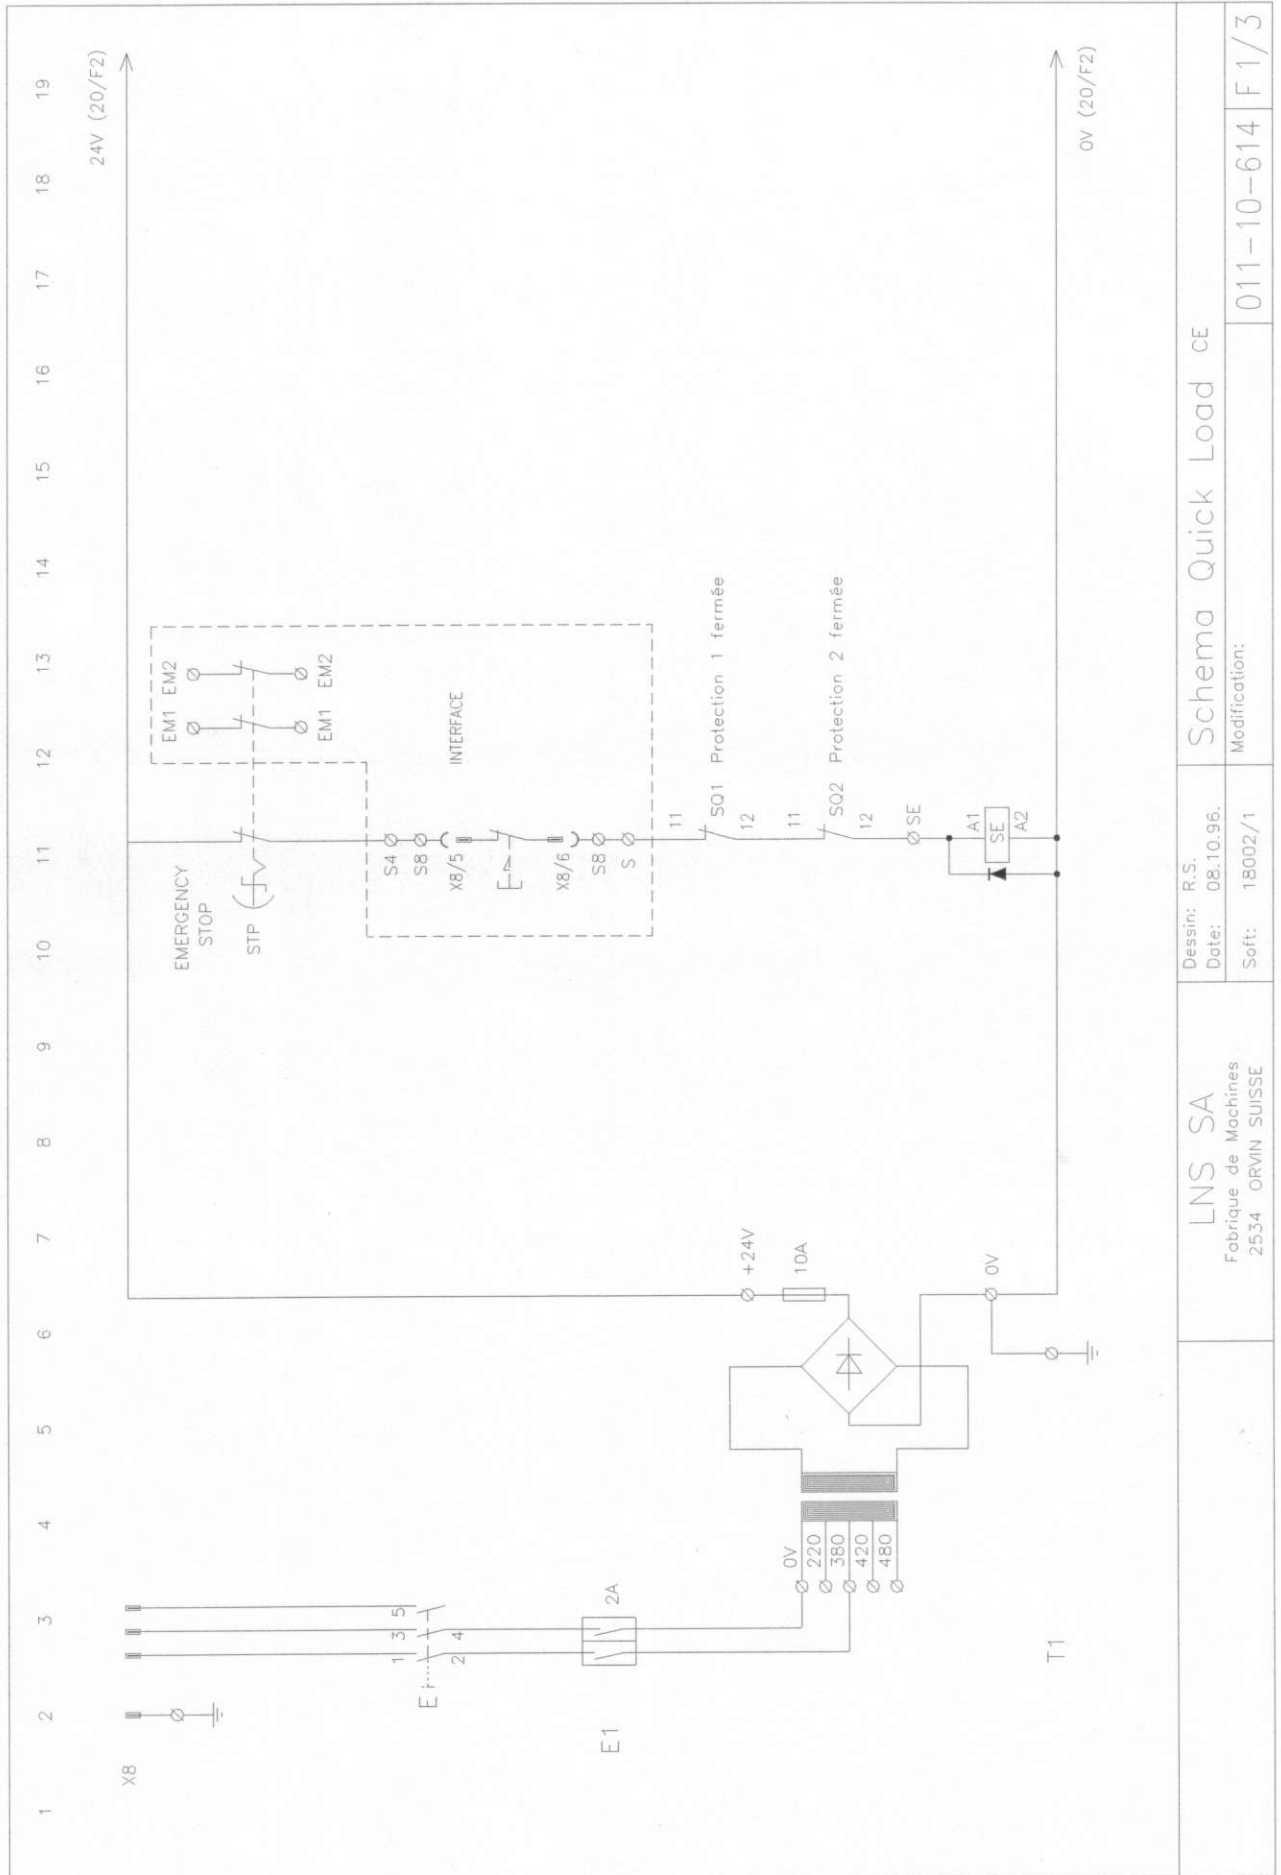 1 2 3 4 5 6 7 8 9 10 11 12 13 14 15 16 17 18 19
24V (20/F2)
X8
EMERGENCY
STOP
STP
EM1 EM2
EM1 EM2
S4
S8
X8/5
INTERFACE
X8/6
S8
S
1 3 5
2 4
E1
2A
11
SQ1 Protection 1 fermée
12
11
SQ2 Protection 2 fermée
12
SE
A1
SE
A2
+24V
10A
0V
220
380
420
480
0V
T1
0V (20/F2)
LNS SA
Fabrique de Machines
2534 ORVIN SUISSE
Dessin: R.S.
Date: 08.10.96.
Soft: 18002/1
Schema Quick Load CE
Modification:
011-10-614
F 1/3